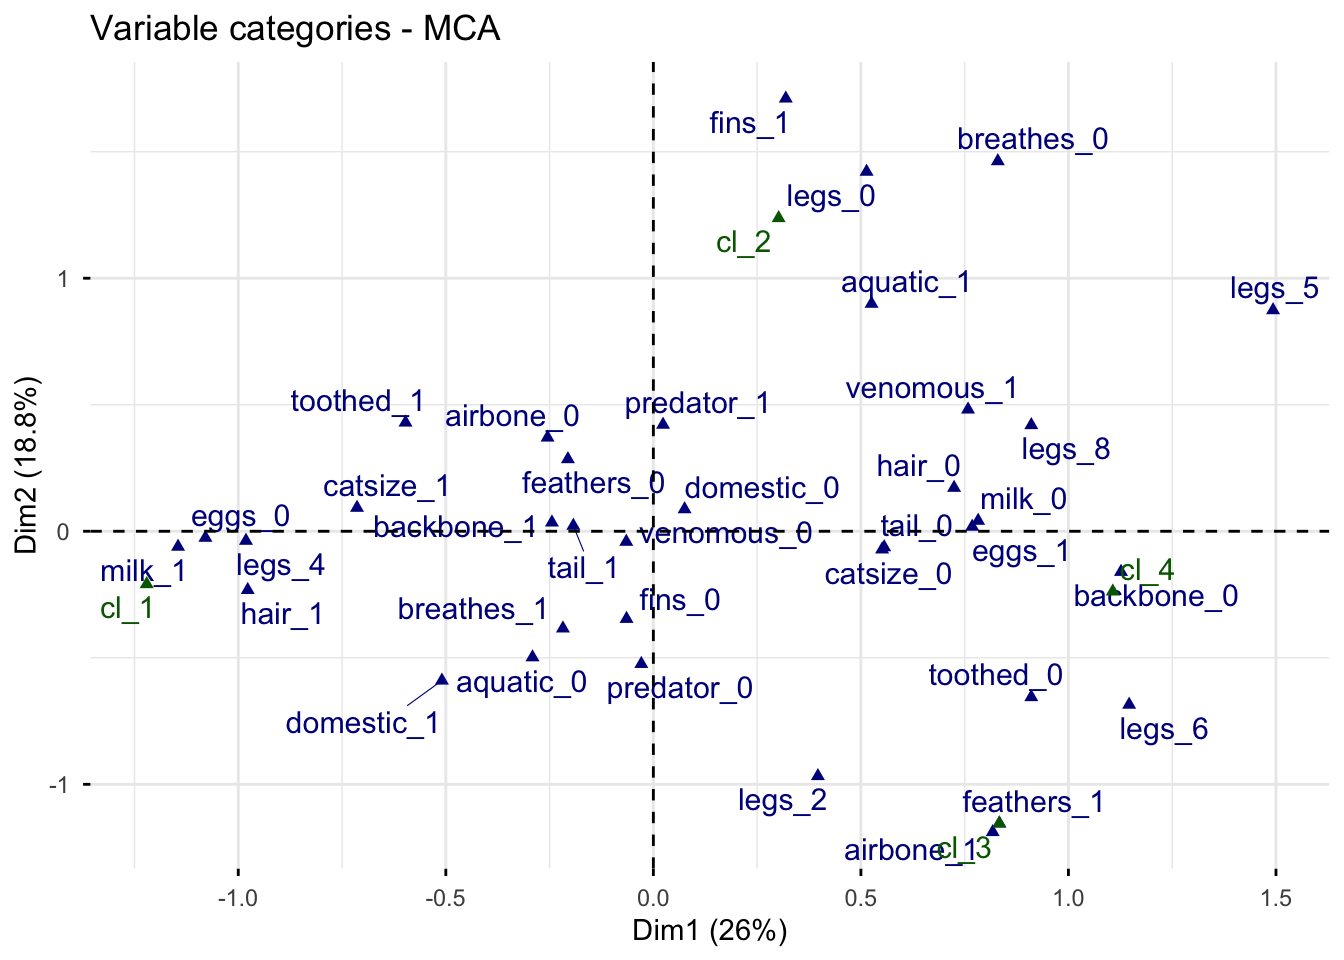 Variable categories - MCA
fins_1
breathes_0
legs_0
cl_2
aquatic_1
legs_5
1
venomous_1
toothed_1
predator_1
airbone_0
legs_8
hair_0
feathers_0
catsize_1
domestic_0
milk_0
eggs_0
backbone_1
venomous_0
tail_0
0
Dim2 (18.8%)
eggs_1
milk_1
legs_4
tail_1
catsize_0
cl_4
backbone_0
cl_1
hair_1
breathes_1
fins_0
toothed_0
aquatic_0
predator_0
domestic_1
legs_6
-1
legs_2
feathers_1
airbone_1
cl_3
-1.0
-0.5
0.0
0.5
1.0
1.5
Dim1 (26%)